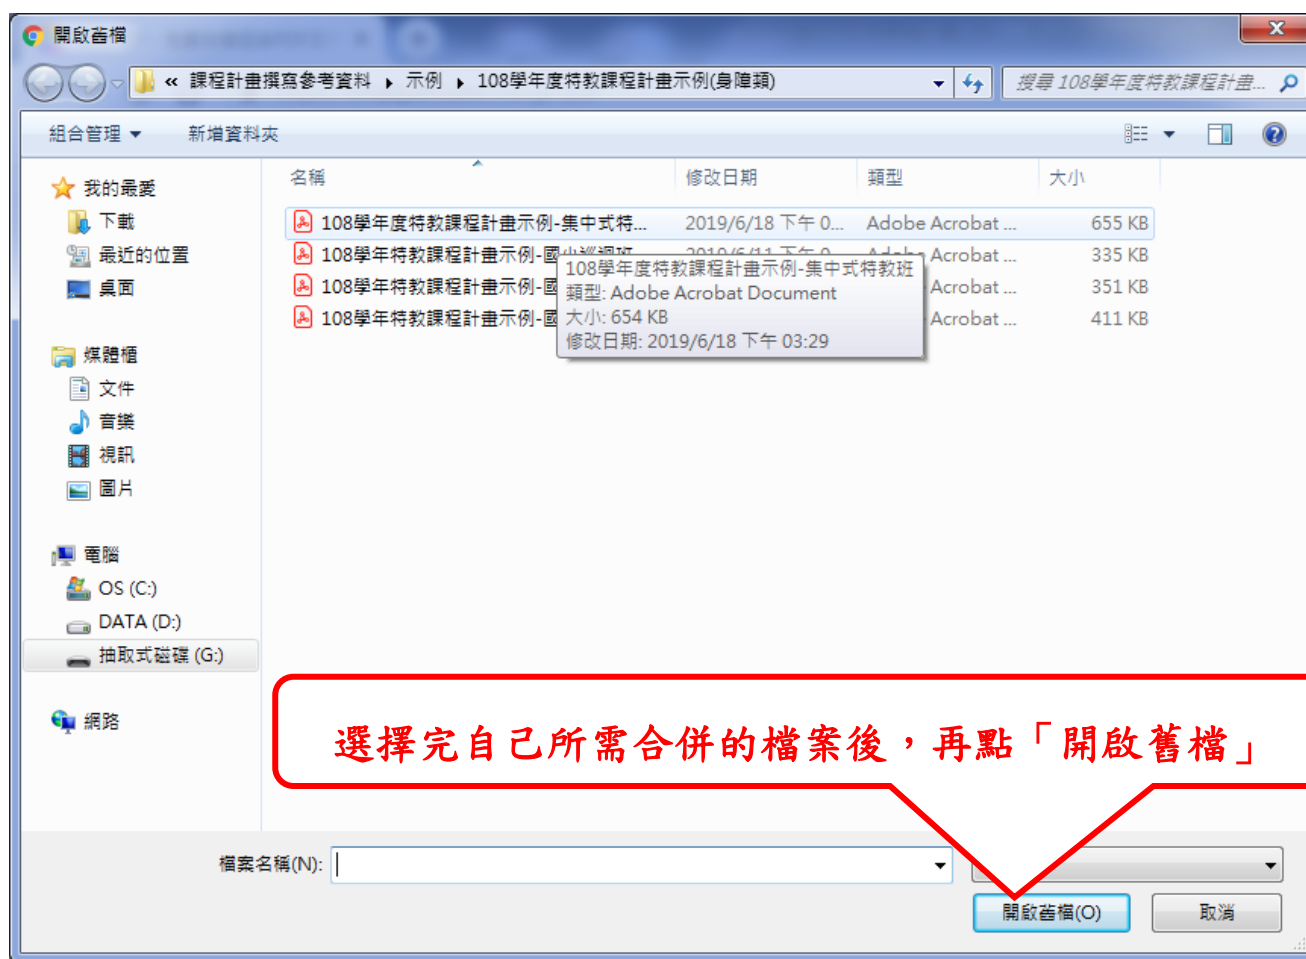 開啟舊檔
« 課程計畫撰寫參考資料 ▸ 示例 ▸ 108學年度特教課程計畫示例(身障類)
搜尋 108學年度特教課程計畫...
組合管理 ▼ 新增資料夾
名稱 修改日期 類型 大小
108學年度特教課程計畫示例-集中式特... 2019/6/18 下午 0... Adobe Acrobat ... 655 KB
108學年特教課程計畫示例-國小巡迴班 2019/6/11 下午 0... Acrobat ... 335 KB
108學年特教課程計畫示例-國 Acrobat ... 351 KB
108學年特教課程計畫示例-國 Acrobat ... 411 KB
108學年度特教課程計畫示例-集中式特教班
類型: Adobe Acrobat Document
大小: 654 KB
修改日期: 2019/6/18 下午 03:29
我的最愛
下載
最近的位置
桌面
媒體櫃
文件
音樂
視訊
圖片
電腦
OS (C:)
DATA (D:)
抽取式磁碟 (G:)
網路
選擇完自己所需合併的檔案後，再點「開啟舊檔」
檔案名稱(N):
開啟舊檔(O) 取消